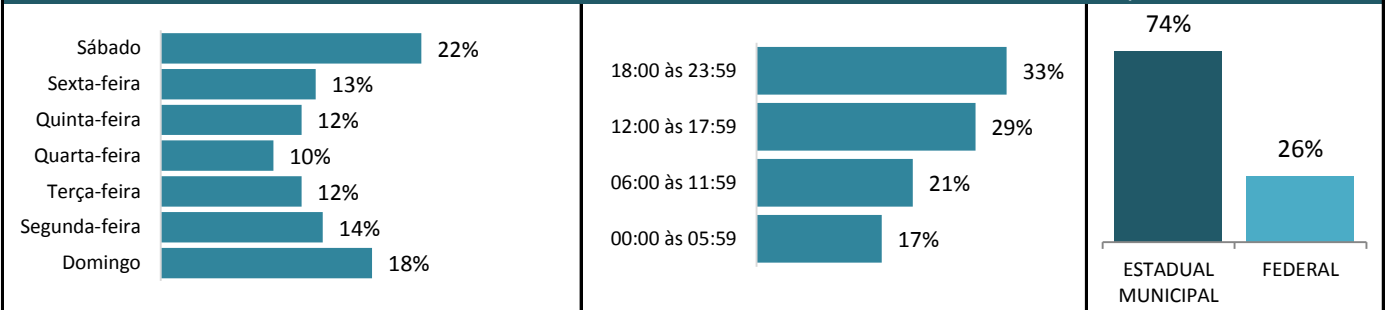 Sábado 22%
Sexta-feira 13%
Quinta-feira 12%
Quarta-feira 10%
Terça-feira 12%
Segunda-feira 14%
Domingo 18%
18:00 às 23:59 33%
12:00 às 17:59 29%
06:00 às 11:59 21%
00:00 às 05:59 17%
74%
26%
ESTADUAL
MUNICIPAL
FEDERAL